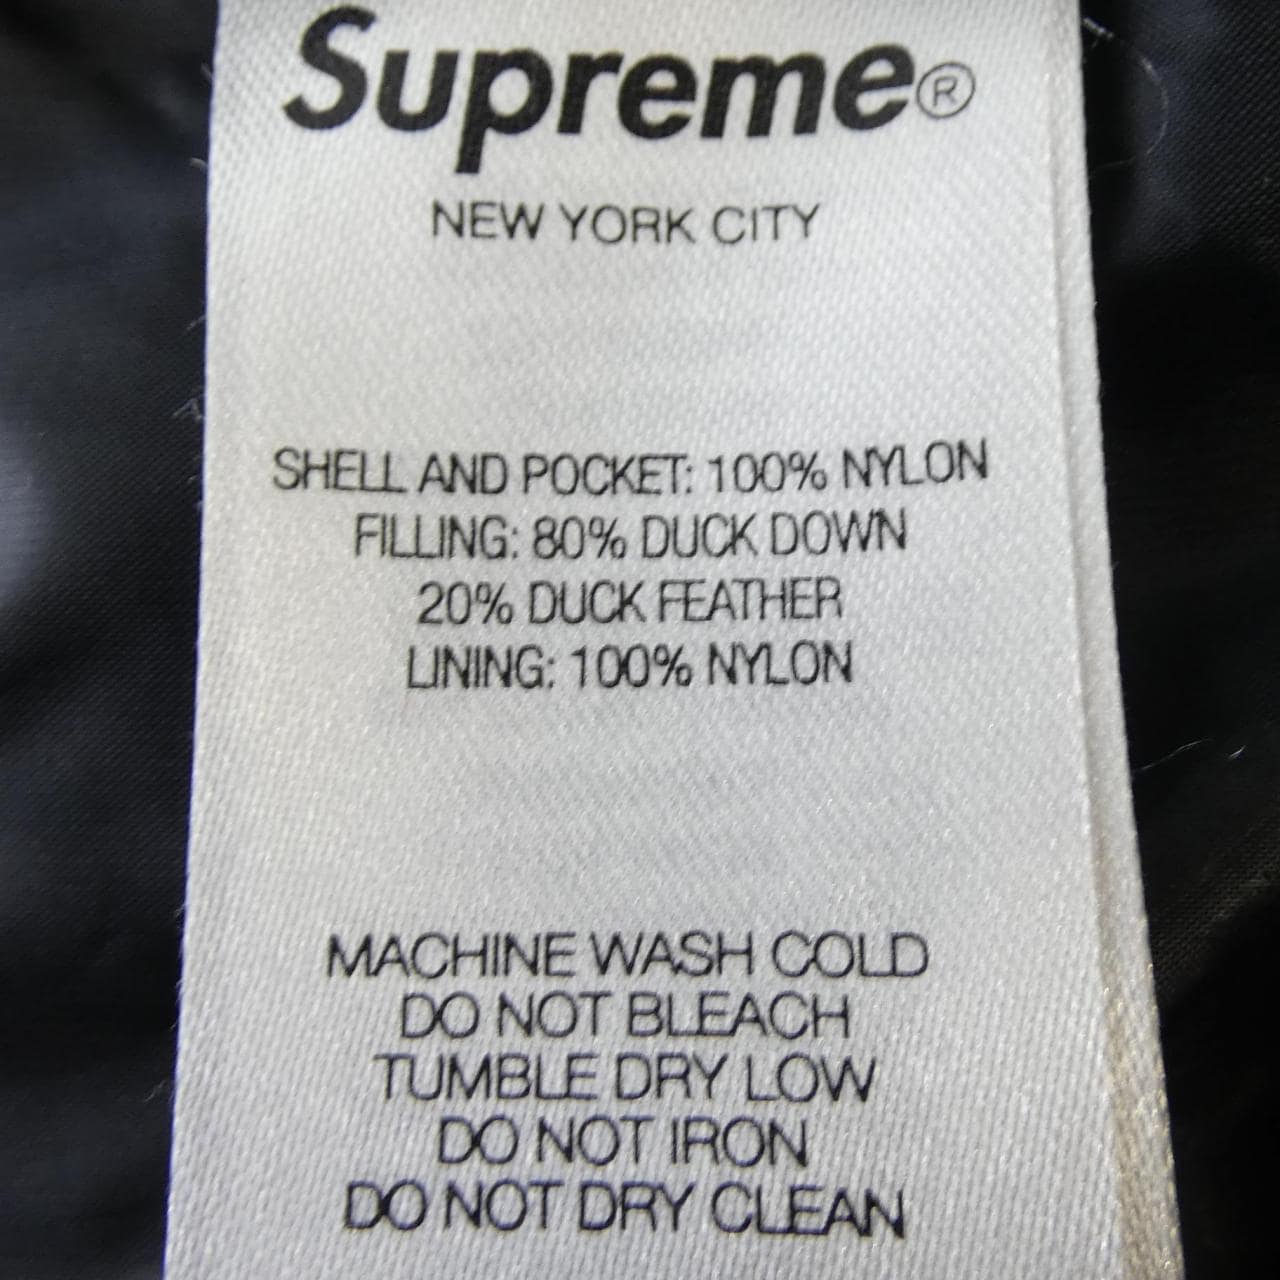 Supreme®
NEW YORK CITY
SHELL AND POCKET: 100% NYLON
FILLING: 80% DUCK DOWN
20% DUCK FEATHER
LINING: 100% NYLON
MACHINE WASH COLD
DO NOT BLEACH
TUMBLE DRY LOW
DO NOT IRON
DO NOT DRY CLEAN